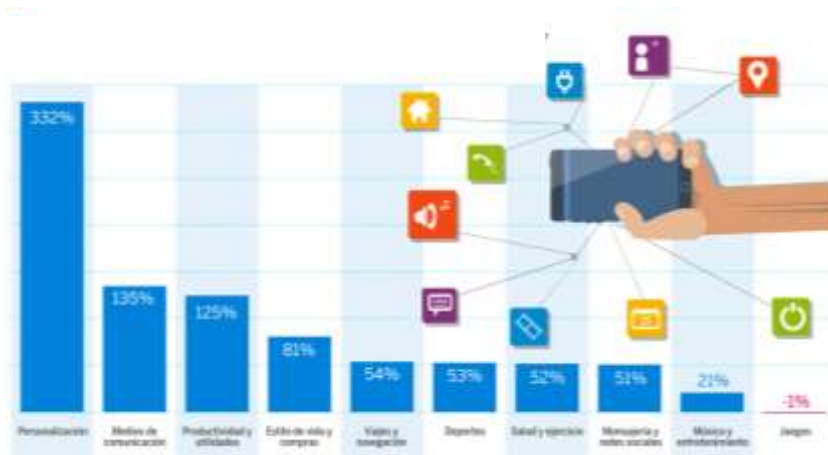 332%
135%
125%
81%
54%
53%
52%
51%
21%
-1%
Personalización
Medios de
comunicación
Productividad y
utilidades
Estilo de vida y
compras
Viajes y
navegación
Deportes
Salud y ejercicio
Mensajería y
redes sociales
Música y
entretenimiento
Juegos